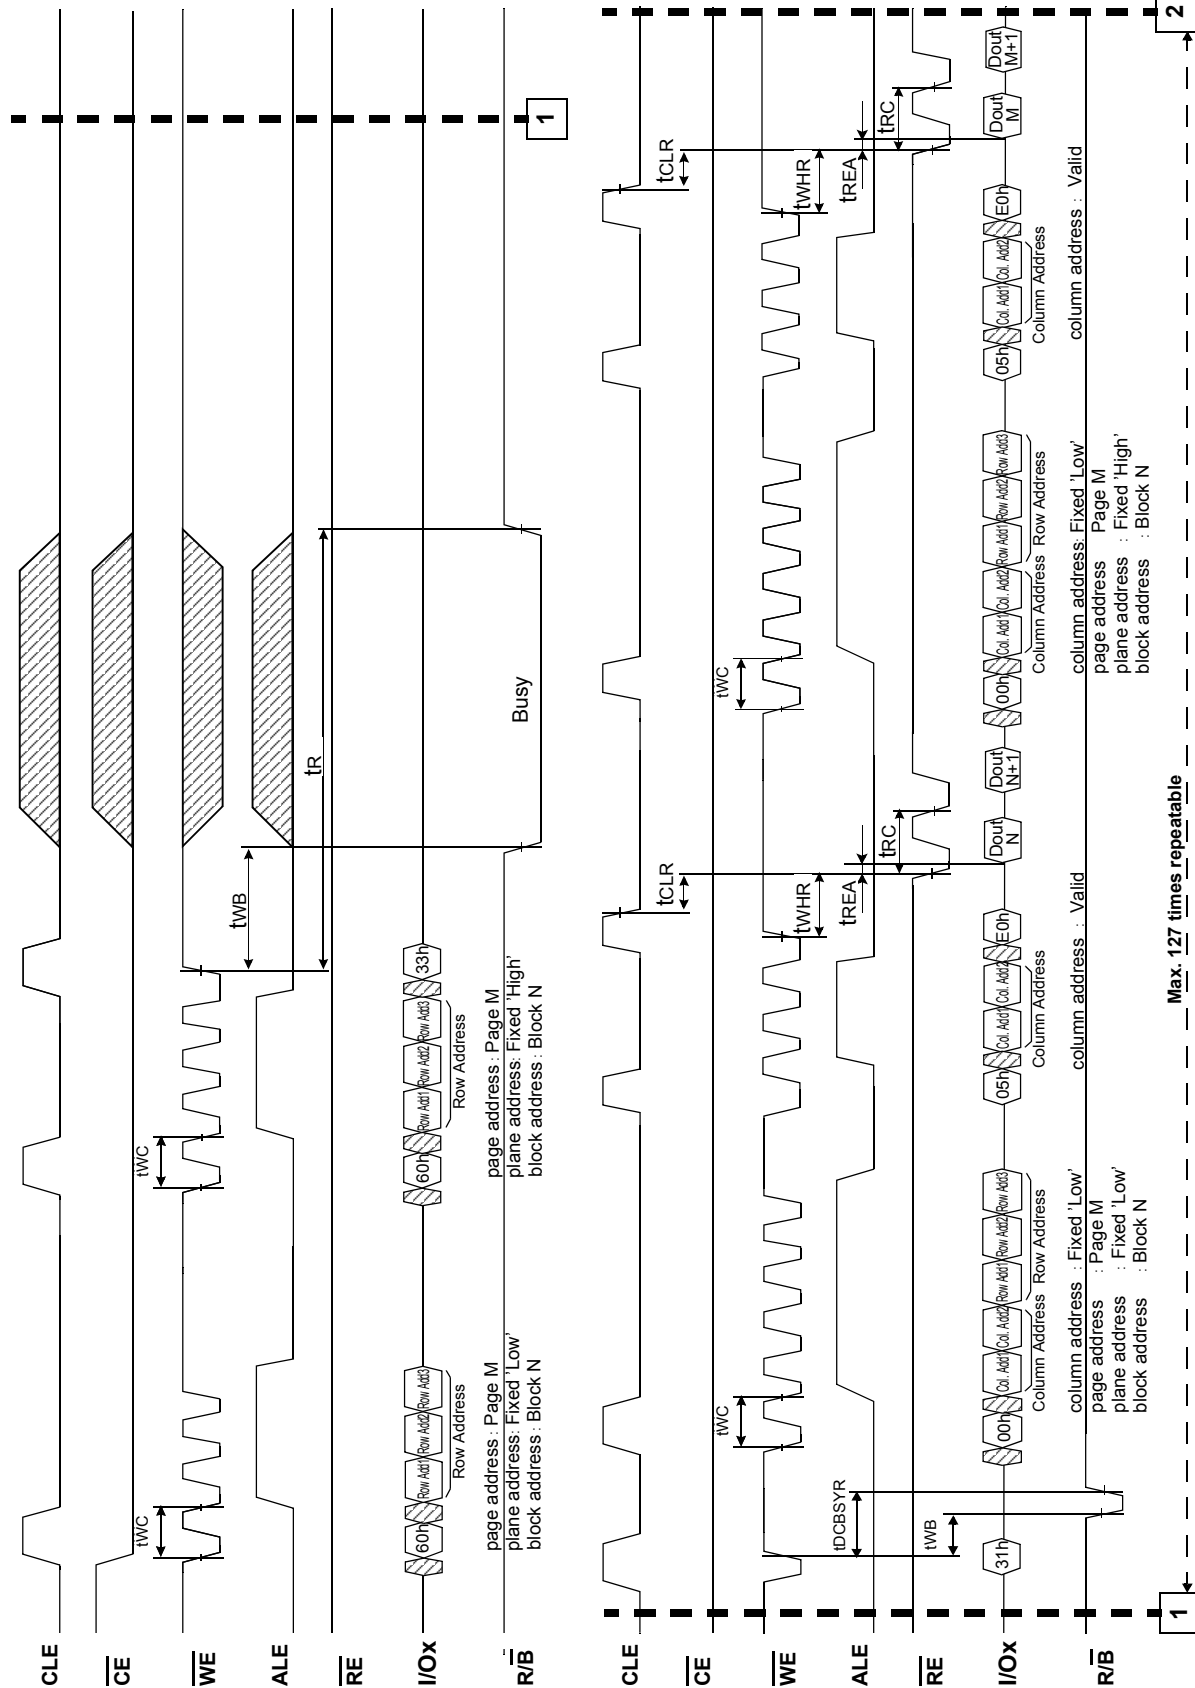 CLE
CE
WE
ALE
RE
I/Ox
R/B
tWC
tWC
tWB
tR
Busy
60h
Row Add1
Row Add2
Row Add3
Row Address
page address : Page M
plane address: Fixed 'Low'
block address : Block N
60h
Row Add1
Row Add2
Row Add3
33h
Row Address
page address : Page M
plane address: Fixed 'High'
block address : Block N
1
CLE
CE
WE
ALE
RE
I/Ox
R/B
1
tDCBSYR
tWB
31h
tWC
00h
Col. Add1
Col. Add2
Row Add1
Row Add2
Row Add3
Column Address
Row Address
column address : Fixed 'Low'
page address : Page M
plane address : Fixed 'Low'
block address : Block N
05h
Col. Add1
Col. Add2
E0h
Column Address
column address : Valid
tCLR
tWHR
tREA
tRC
Dout
N
Dout
N+1
tWC
00h
Col. Add1
Col. Add2
Row Add1
Row Add2
Row Add3
Column Address
Row Address
column address: Fixed 'Low'
page address Page M
plane address : Fixed 'High'
block address : Block N
05h
Col. Add1
Col. Add2
E0h
Column Address
column address : Valid
tCLR
tWHR
tREA
tRC
Dout
M
Dout
M+1
2
Max. 127 times repeatable